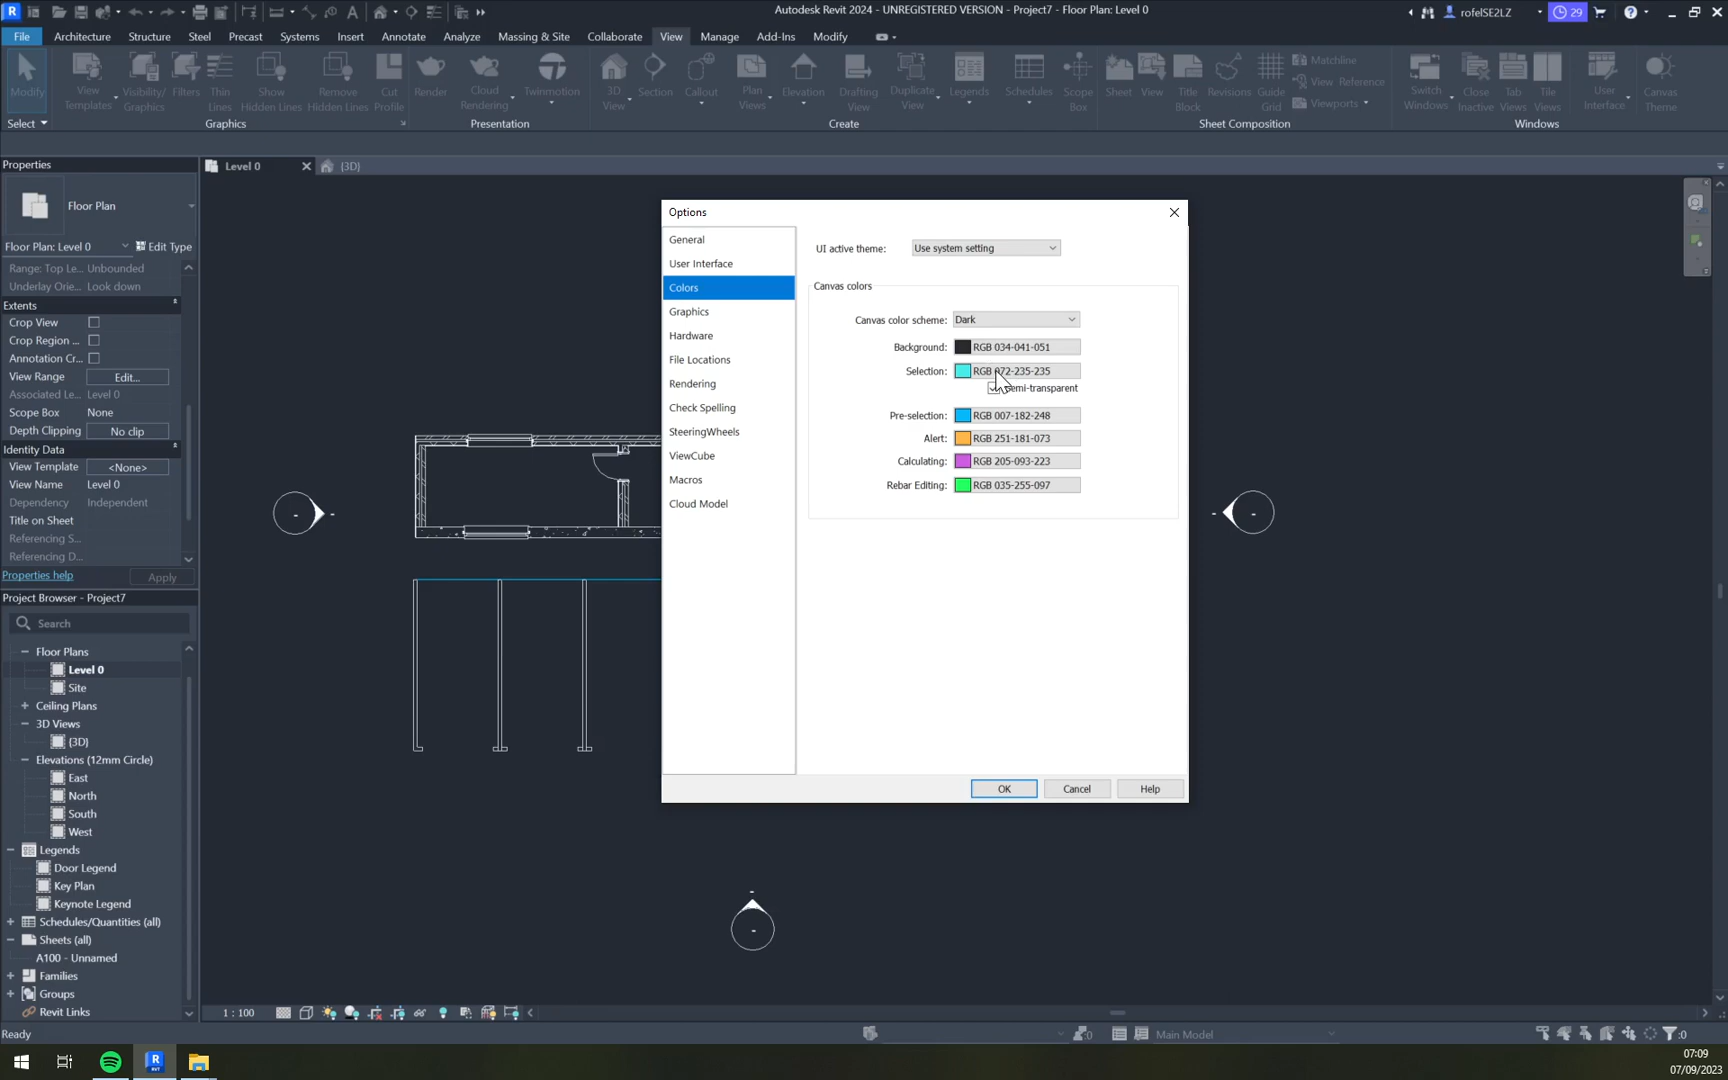 Autodesk Revit 2024 - UNREGISTERED VERSION - Project7 - Floor Plan: Level 0
rofelSE2LZ
29
File Architecture Structure Steel Precast Systems Insert Annotate Analyze Massing & Site Collaborate View Manage Add-Ins Modify
Modify
View Templates
Visibility/ Graphics
Filters
Thin Lines
Show Hidden Lines
Remove Hidden Lines
Cut Profile
Render
Cloud Rendering
Twinmotion
3D View
Section
Callout
Plan Views
Elevation
Drafting View
Duplicate View
Legends
Schedules
Scope Box
Sheet
View
Title Block
Revisions
Guide Grid
Matchline
View Reference
Viewports
Switch Windows
Close Inactive
Tab Views
Tile Views
User Interface
Canvas Theme
Select
Graphics
Presentation
Create
Sheet Composition
Windows
Properties
Level 0
(3D)
Floor Plan
Floor Plan: Level 0
Edit Type
Range: Top Le... Unbounded
Underlay Orie... Look down
Extents
Crop View
Crop Region ...
Annotation Cr...
View Range Edit...
Associated Le... Level 0
Scope Box None
Depth Clipping No clip
Identity Data
View Template <None>
View Name Level 0
Dependency Independent
Title on Sheet
Referencing S...
Referencing D...
Properties help
Apply
Project Browser - Project7
Search
Floor Plans
Level 0
Site
Ceiling Plans
3D Views
(3D)
Elevations (12mm Circle)
East
North
South
West
Legends
Door Legend
Key Plan
Keynote Legend
Schedules/Quantities (all)
Sheets (all)
A100 - Unnamed
Families
Groups
Revit Links
Options
General
User Interface
Colors
Graphics
Hardware
File Locations
Rendering
Check Spelling
SteeringWheels
ViewCube
Macros
Cloud Model
UI active theme: Use system setting
Canvas colors
Canvas color scheme: Dark
Background: RGB 034-041-051
Selection: RGB 072-235-235
Semi-transparent
Pre-selection: RGB 007-182-248
Alert: RGB 251-181-073
Calculating: RGB 205-093-223
Rebar Editing: RGB 035-255-097
OK
Cancel
Help
1 : 100
Ready
:0
Main Model
:0
07:09
07/09/2023